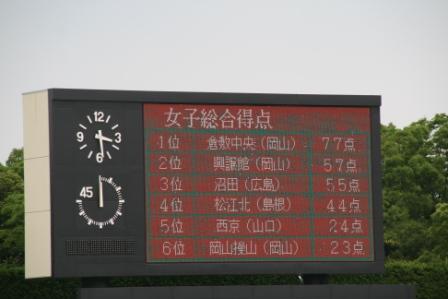 女子総合得点
1位 倉敷中央（岡山） 77点
2位 興譲館（岡山） 57点
3位 沼田（広島） 55点
4位 松江北（島根） 44点
5位 西京（山口） 24点
6位 岡山操山（岡山） 23点
12
3
6
9
45